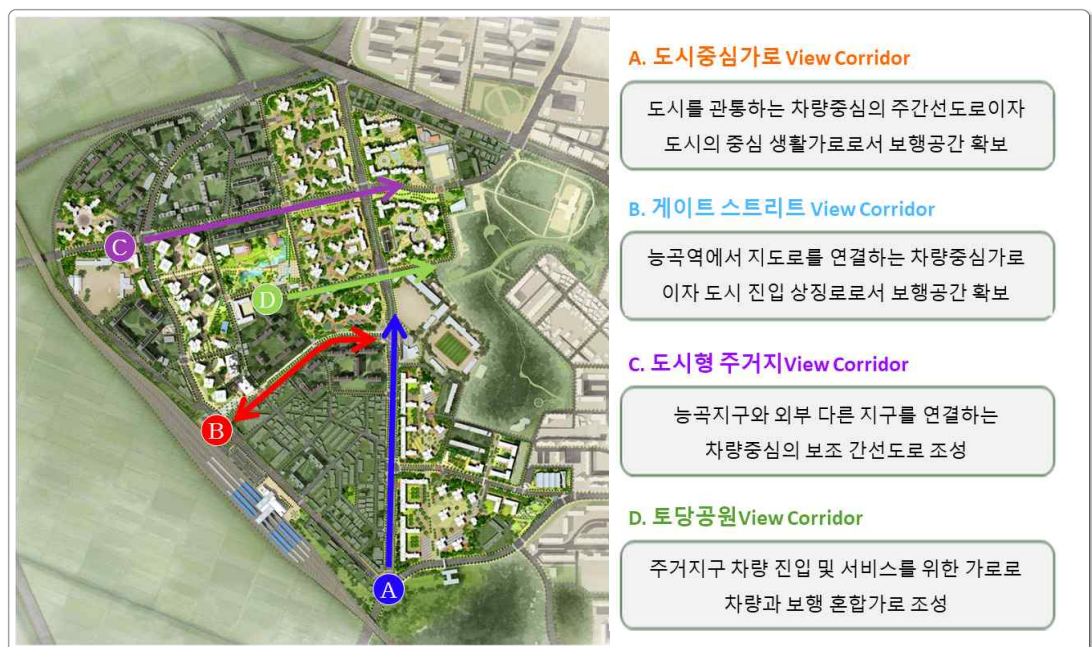 A. 도시중심가로 View Corridor
도시를 관통하는 차량중심의 주간선도로이자
도시의 중심 생활가로로서 보행공간 확보
B. 게이트 스트리트 View Corridor
능곡역에서 지도로를 연결하는 차량중심가로
이자 도시 진입 상징로로서 보행공간 확보
C. 도시형 주거지View Corridor
능곡지구와 외부 다른 지구를 연결하는
차량중심의 보조 간선도로 조성
D. 토당공원View Corridor
주거지구 차량 진입 및 서비스를 위한 가로로
차량과 보행 혼합가로 조성
C
D
B
A